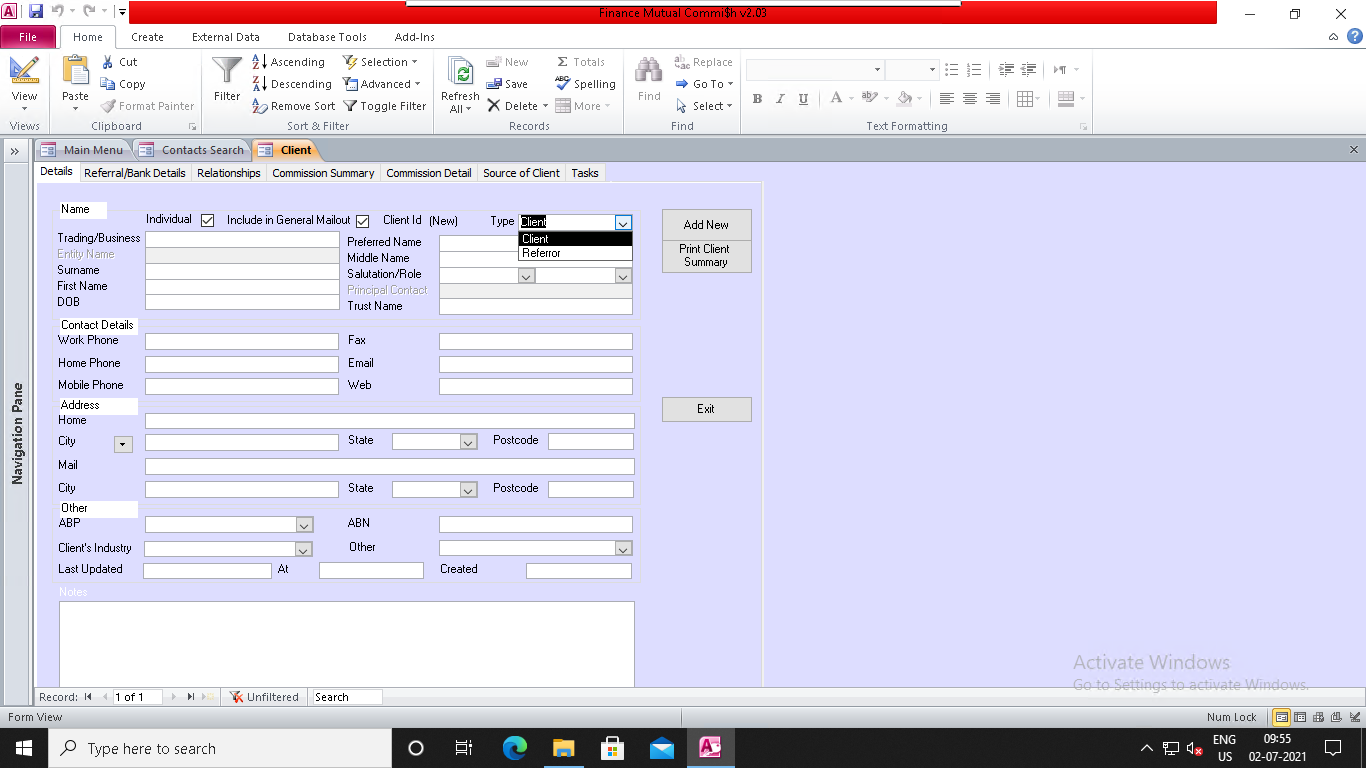 Finance Mutual Commi$h v2.03
File Home Create External Data Database Tools Add-Ins
View Paste Cut Copy Format Painter Filter Ascending Descending Remove Sort Selection Advanced Toggle Filter Refresh All New Save Delete Totals Spelling More Find Replace Go To Select B I U A ab
Views Clipboard Sort & Filter Records Find Text Formatting
Main Menu Contacts Search Client
Details Referral/Bank Details Relationships Commission Summary Commission Detail Source of Client Tasks
Navigation Pane
Name
Individual Include in General Mailout Client Id (New) Type Client
Client
Referror
Trading/Business Preferred Name
Entity Name Middle Name
Surname Salutation/Role
First Name Principal Contact
DOB Trust Name
Add New
Print Client
Summary
Contact Details
Work Phone Fax
Home Phone Email
Mobile Phone Web
Address
Home
Exit
City State Postcode
Mail
City State Postcode
Other
ABP ABN
Client's Industry Other
Last Updated At Created
Notes
Activate Windows
Go to Settings to activate Windows.
Record: 1 of 1 Unfiltered Search
Form View Num Lock
Type here to search
ENG
US
09:55
02-07-2021